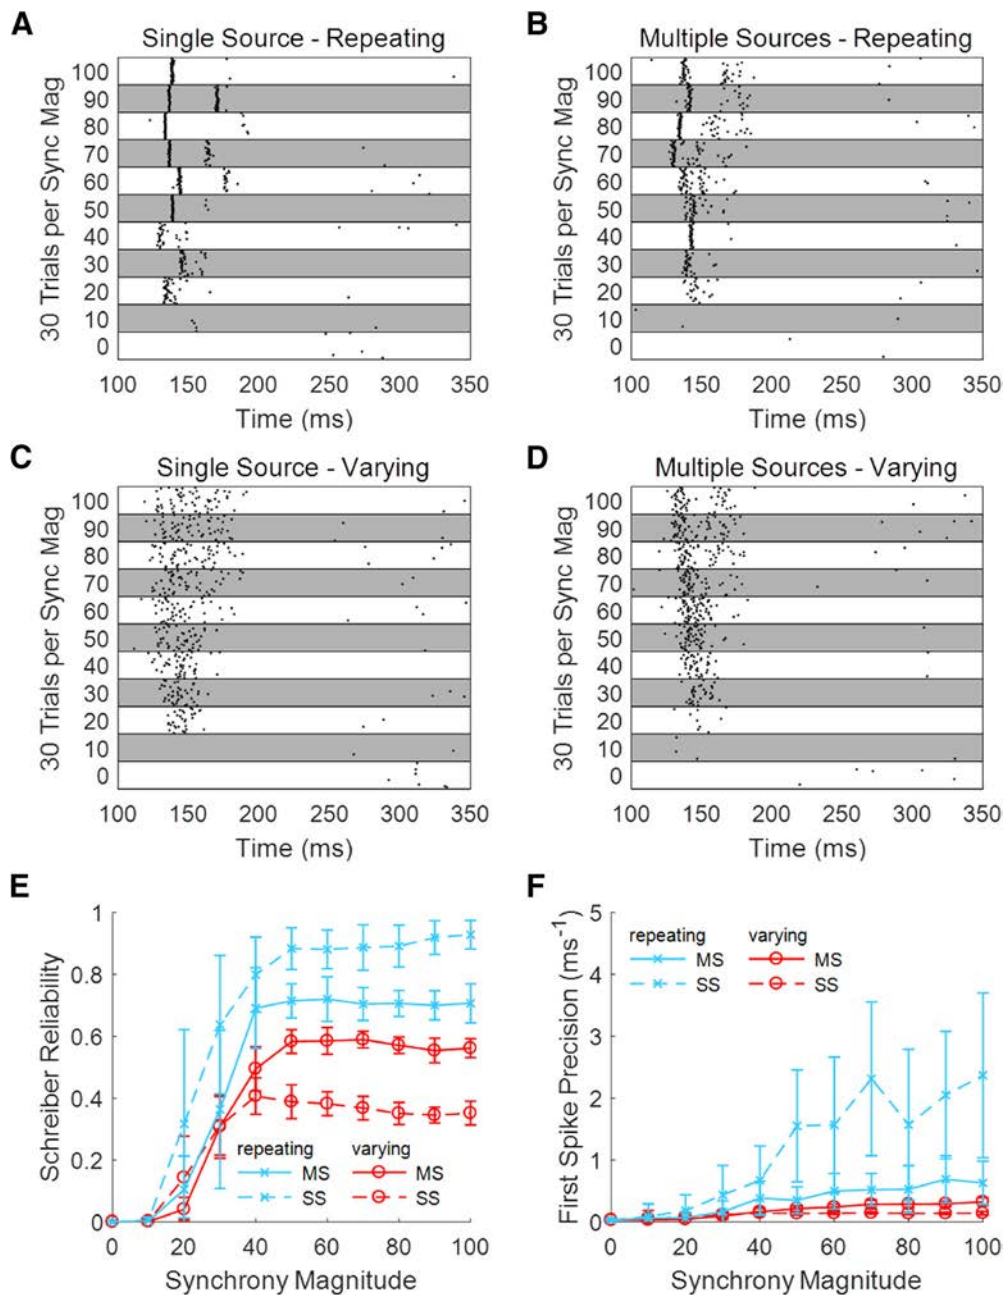 A
Single Source - Repeating
30 Trials per Sync Mag
100
90
80
70
60
50
40
30
20
10
0
100 150 200 250 300 350
Time (ms)
B
Multiple Sources - Repeating
30 Trials per Sync Mag
100
90
80
70
60
50
40
30
20
10
0
100 150 200 250 300 350
Time (ms)
C
Single Source - Varying
30 Trials per Sync Mag
100
90
80
70
60
50
40
30
20
10
0
100 150 200 250 300 350
Time (ms)
D
Multiple Sources - Varying
30 Trials per Sync Mag
100
90
80
70
60
50
40
30
20
10
0
100 150 200 250 300 350
Time (ms)
E
Schreiber Reliability
1
0.8
0.6
0.4
0.2
0
repeating varying
MS MS
SS SS
0 20 40 60 80 100
Synchrony Magnitude
F
First Spike Precision (ms⁻¹)
5
4
3
2
1
0
repeating varying
MS MS
SS SS
0 20 40 60 80 100
Synchrony Magnitude